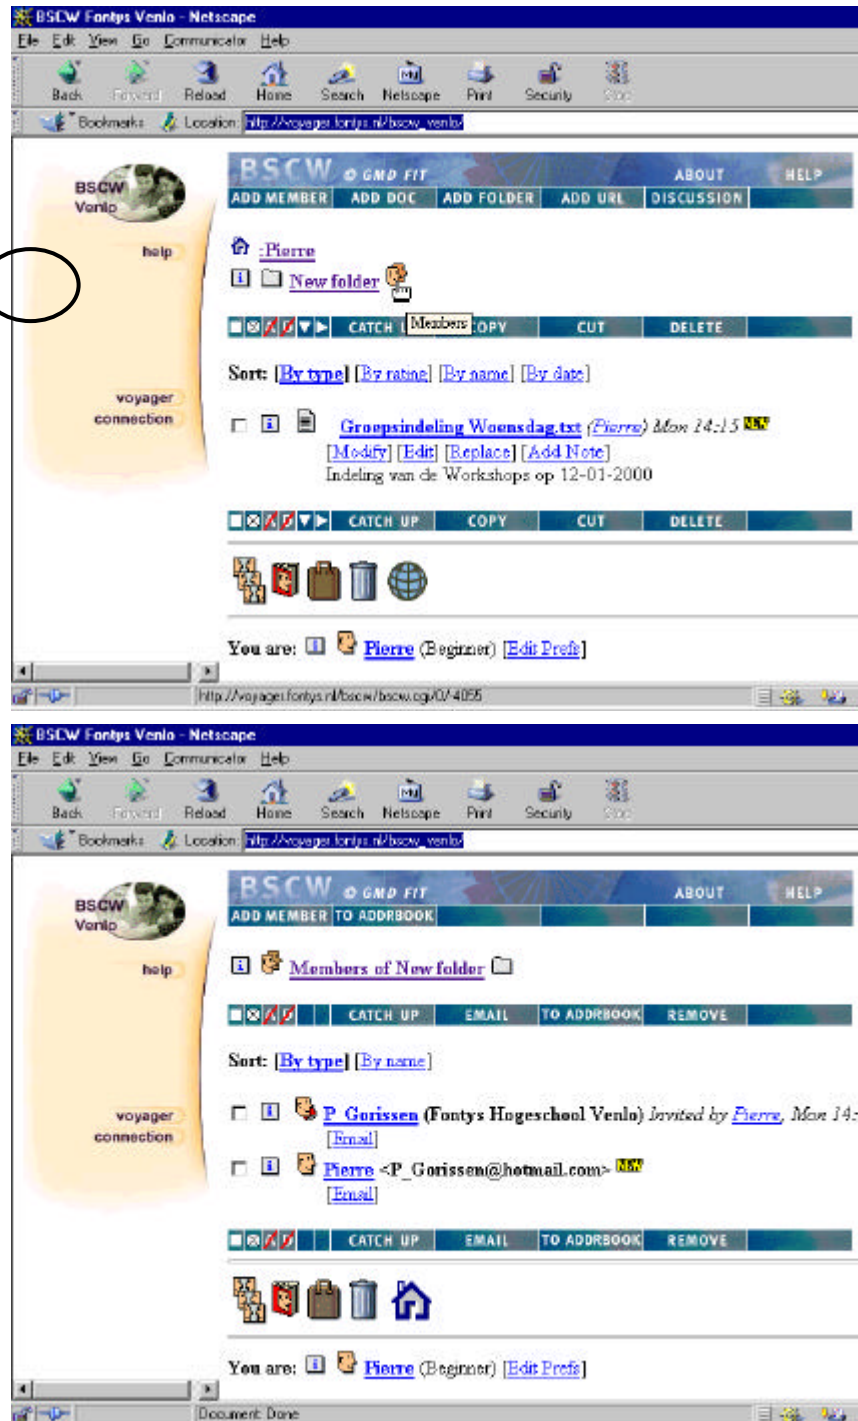 BSCW Fontys Venlo - Netscape
File Edit View Go Communicator Help
Back Forward Reload Home Search Netscape Print Security Stop
Bookmarks Location: http://voyager.fontys.nl/bscw_venlo/
BSCW © GMD FIT ABOUT HELP
BSCW
Venlo
ADD MEMBER ADD DOC ADD FOLDER ADD URL DISCUSSION
help
:Pierre
New folder
Members
CATCH COPY CUT DELETE
Sort: [By type] [By rating] [By name] [By date]
voyager
connection
Groepsindeling Woensdag.txt (Pierre) Mon 14:15 NEW
[Modify] [Edit] [Replace] [Add Note]
Indeling van de Workshops op 12-01-2000
CATCH UP COPY CUT DELETE
You are: Pierre (Beginner) [Edit Prefs]
http://voyager.fontys.nl/bscw/bscw.cgi/0/-4055
BSCW Fontys Venlo - Netscape
File Edit View Go Communicator Help
Back Forward Reload Home Search Netscape Print Security Stop
Bookmarks Location: http://voyager.fontys.nl/bscw_venlo/
BSCW © GMD FIT ABOUT HELP
BSCW
Venlo
ADD MEMBER TO ADDRBOOK
help
Members of New folder
CATCH UP EMAIL TO ADDRBOOK REMOVE
Sort: [By type] [By name]
voyager
connection
P_Gorissen (Fontys Hogeschool Venlo) Invited by Pierre, Mon 14:
[Email]
Pierre <P_Gorissen@hotmail.com> NEW
[Email]
CATCH UP EMAIL TO ADDRBOOK REMOVE
You are: Pierre (Beginner) [Edit Prefs]
Document: Done